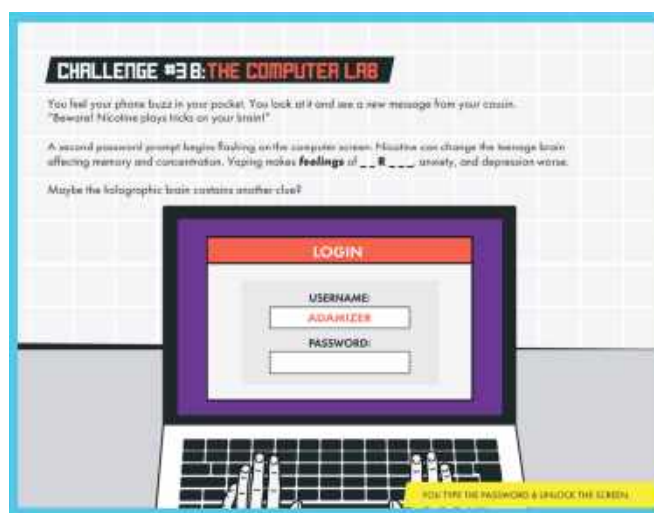 CHALLENGE #3B: THE COMPUTER LAB
You feel your phone buzz in your pocket. You look at it and see a new message from your cousin.
"Beware! Nicotine plays tricks on your brain!"
A second password prompt begins flashing on the computer screen. Nicotine can change the teenage brain
affecting memory and concentration. Vaping makes feelings of _ _ R _ _ _, anxiety, and depression worse.
Maybe the holographic brain contains another clue?
LOGIN
USERNAME:
ADAMIZER
PASSWORD:
YOU TYPE THE PASSWORD & UNLOCK THE SCREEN.